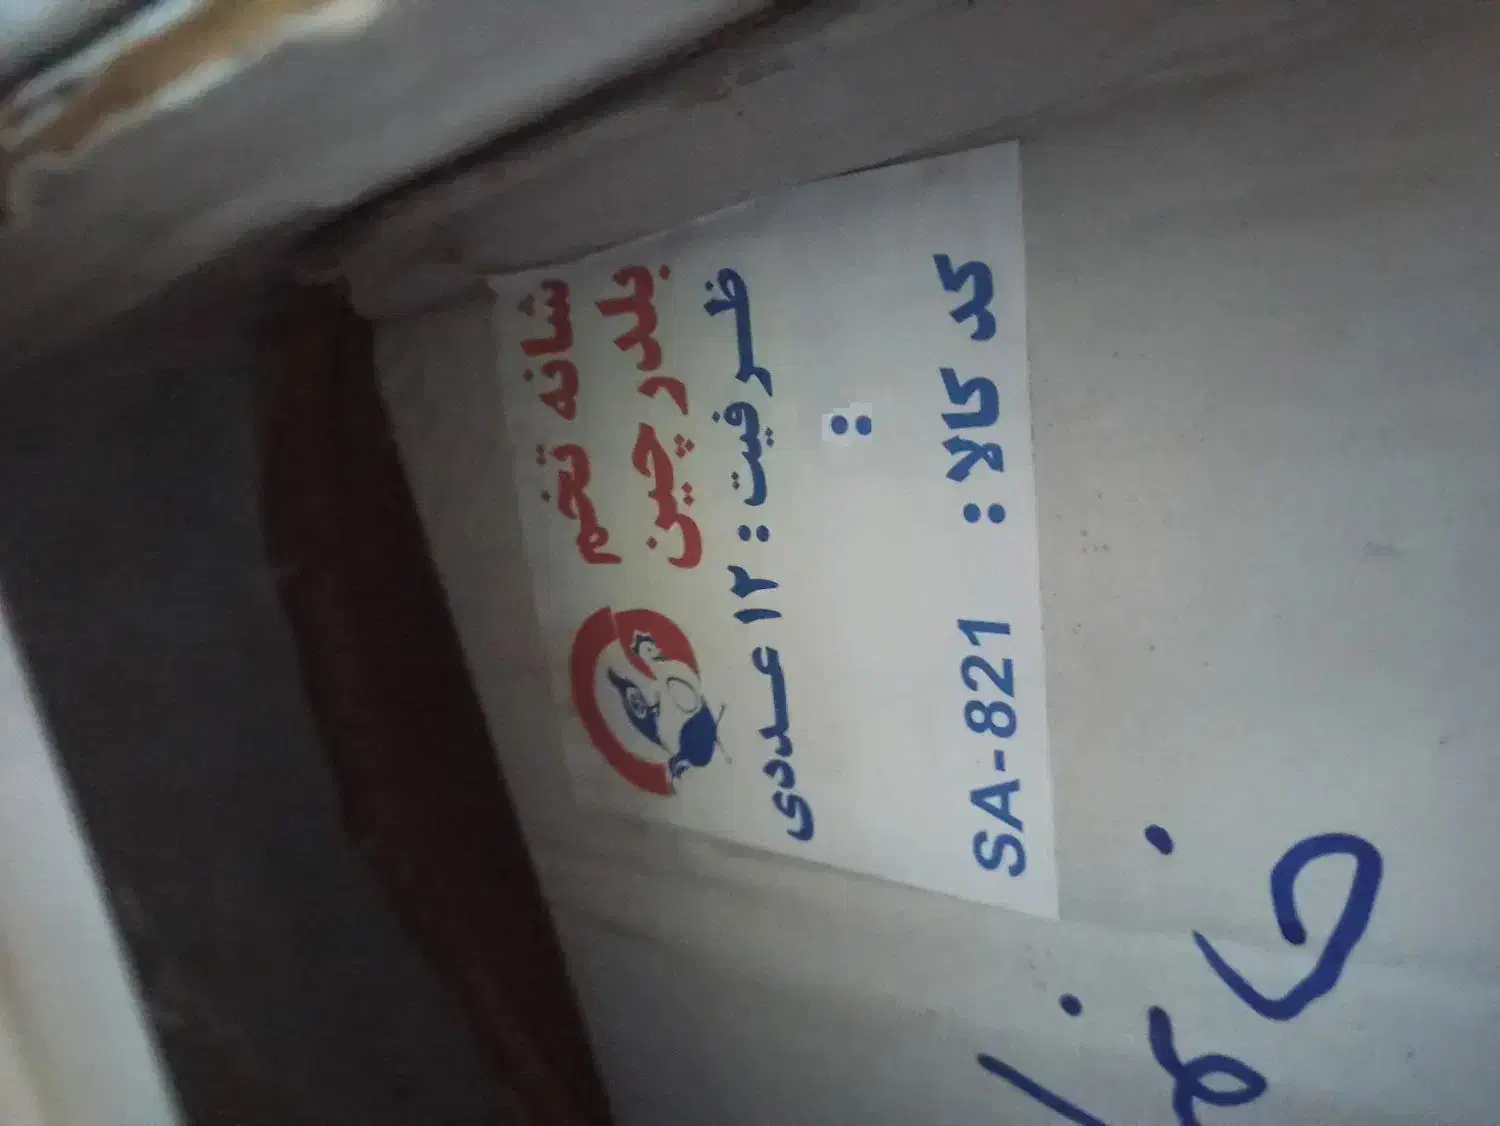 شانه تخم
بلدرچین
ظرفیت : ۱۲ عددی
:
کد کالا : SA-821